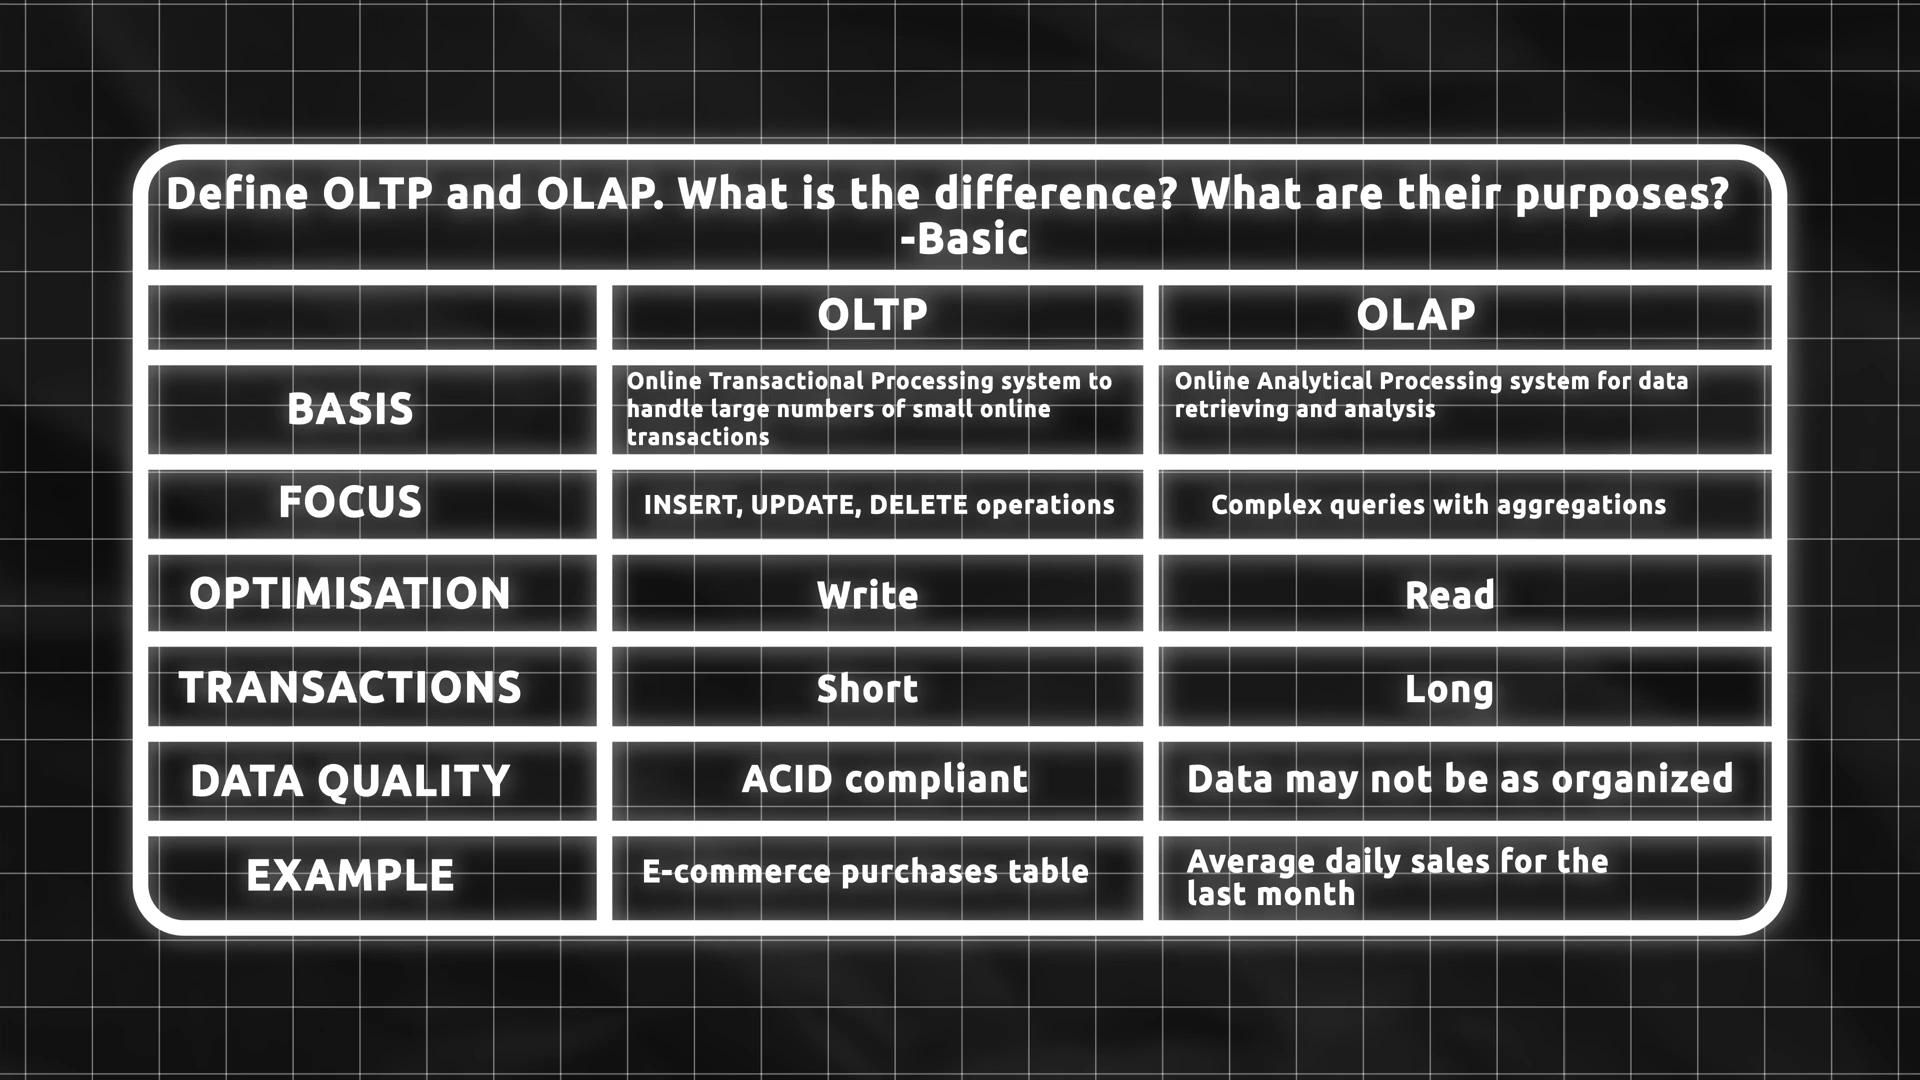 Define OLTP and OLAP. What is the difference? What are their purposes?
-Basic
OLTP
OLAP
BASIS
Online Transactional Processing system to
handle large numbers of small online
transactions
Online Analytical Processing system for data
retrieving and analysis
FOCUS
INSERT, UPDATE, DELETE operations
Complex queries with aggregations
OPTIMISATION
Write
Read
TRANSACTIONS
Short
Long
DATA QUALITY
ACID compliant
Data may not be as organized
EXAMPLE
E-commerce purchases table
Average daily sales for the
last month